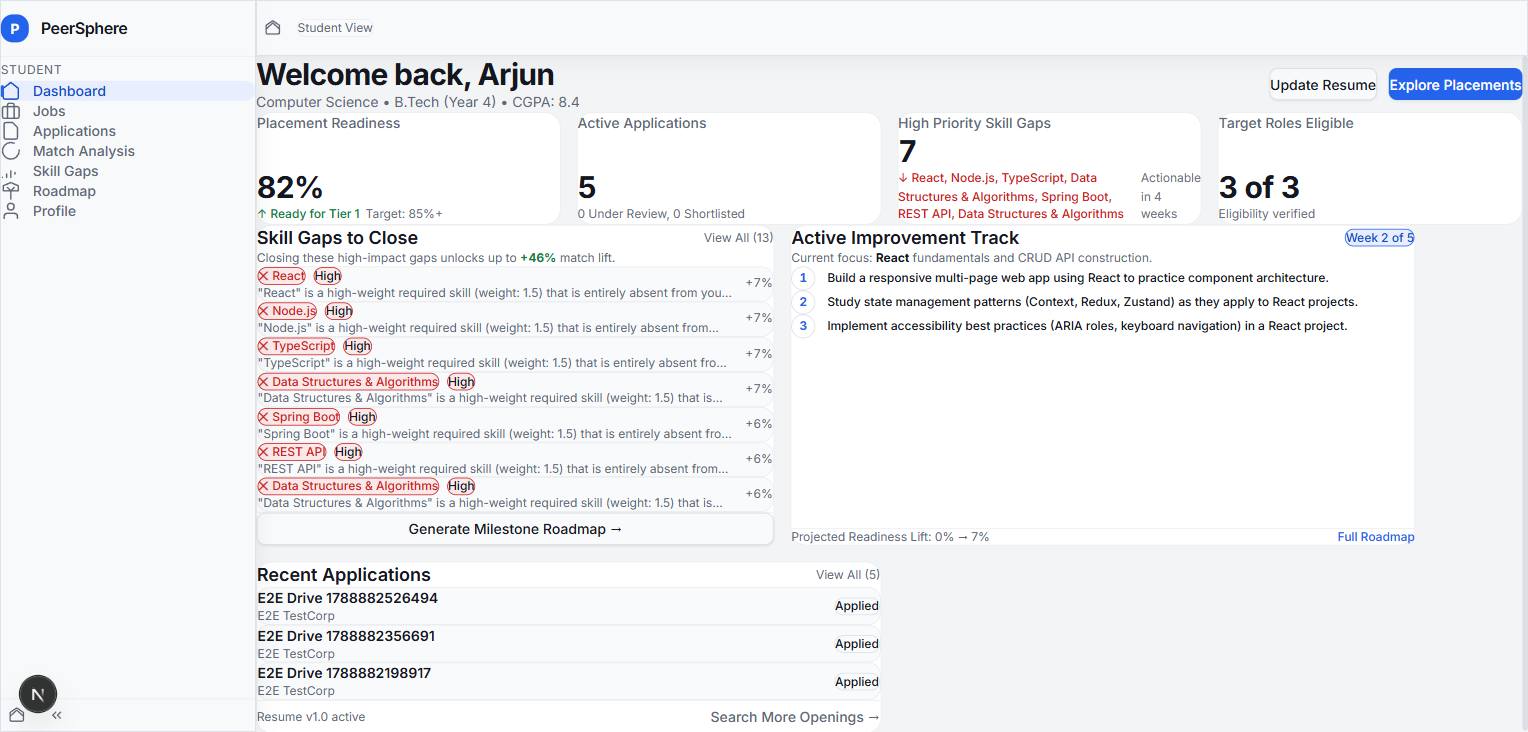 P PeerSphere
Student View
STUDENT
Dashboard
Jobs
Applications
Match Analysis
Skill Gaps
Roadmap
Profile
N
«
Welcome back, Arjun
Computer Science • B.Tech (Year 4) • CGPA: 8.4
Update Resume
Explore Placements
Placement Readiness
82%
↑ Ready for Tier 1 Target: 85%+
Active Applications
5
0 Under Review, 0 Shortlisted
High Priority Skill Gaps
7
↓ React, Node.js, TypeScript, Data
Structures & Algorithms, Spring Boot,
REST API, Data Structures & Algorithms
Actionable
in 4
weeks
Target Roles Eligible
3 of 3
Eligibility verified
Skill Gaps to Close
View All (13)
Closing these high-impact gaps unlocks up to +46% match lift.
✕ React High
"React" is a high-weight required skill (weight: 1.5) that is entirely absent from you...
+7%
✕ Node.js High
"Node.js" is a high-weight required skill (weight: 1.5) that is entirely absent from...
+7%
✕ TypeScript High
"TypeScript" is a high-weight required skill (weight: 1.5) that is entirely absent fro...
+7%
✕ Data Structures & Algorithms High
"Data Structures & Algorithms" is a high-weight required skill (weight: 1.5) that is...
+7%
✕ Spring Boot High
"Spring Boot" is a high-weight required skill (weight: 1.5) that is entirely absent fro...
+6%
✕ REST API High
"REST API" is a high-weight required skill (weight: 1.5) that is entirely absent from...
+6%
✕ Data Structures & Algorithms High
"Data Structures & Algorithms" is a high-weight required skill (weight: 1.5) that is...
+6%
Generate Milestone Roadmap →
Active Improvement Track
Week 2 of 5
Current focus: React fundamentals and CRUD API construction.
1 Build a responsive multi-page web app using React to practice component architecture.
2 Study state management patterns (Context, Redux, Zustand) as they apply to React projects.
3 Implement accessibility best practices (ARIA roles, keyboard navigation) in a React project.
Projected Readiness Lift: 0% → 7%
Full Roadmap
Recent Applications
View All (5)
E2E Drive 1788882526494
E2E TestCorp
Applied
E2E Drive 1788882356691
E2E TestCorp
Applied
E2E Drive 1788882198917
E2E TestCorp
Applied
Resume v1.0 active
Search More Openings →